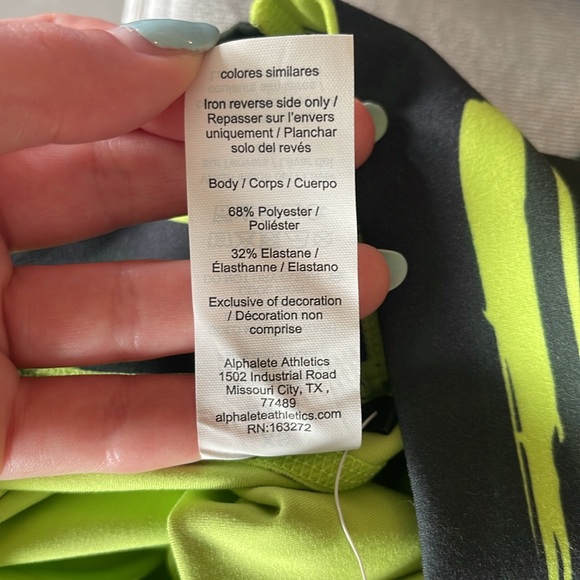 colores similares
Iron reverse side only /
Repasser sur l'envers
uniquement / Planchar
solo del revés
Body / Corps / Cuerpo
68% Polyester /
Poliéster
32% Elastane /
Élasthanne / Elastano
Exclusive of decoration
/ Décoration non
comprise
Alphalete Athletics
1502 Industrial Road
Missouri City, TX ,
77489
alphaleteathletics.com
RN:163272